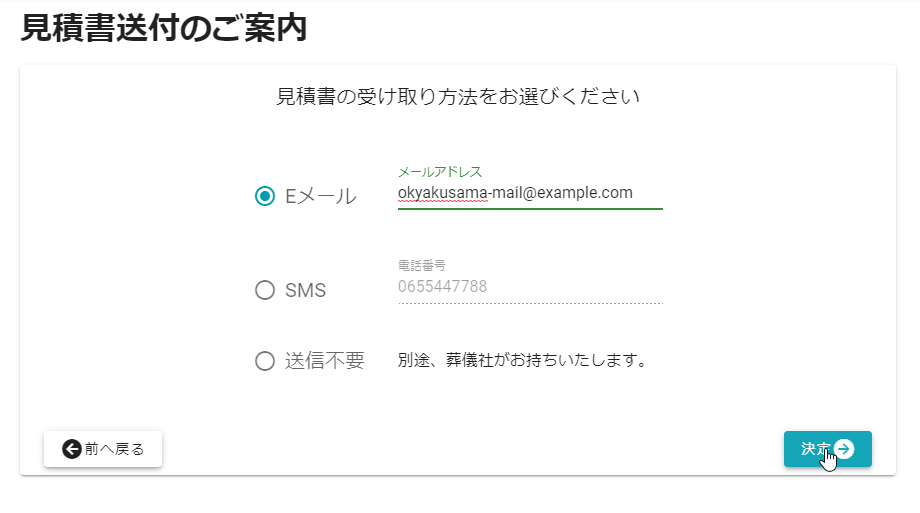 見積書送付のご案内
見積書の受け取り方法をお選びください
メールアドレス
Eメール okyakusama-mail@example.com
電話番号
SMS 0655447788
送信不要 別途、葬儀社がお持ちいたします。
前へ戻る 決定